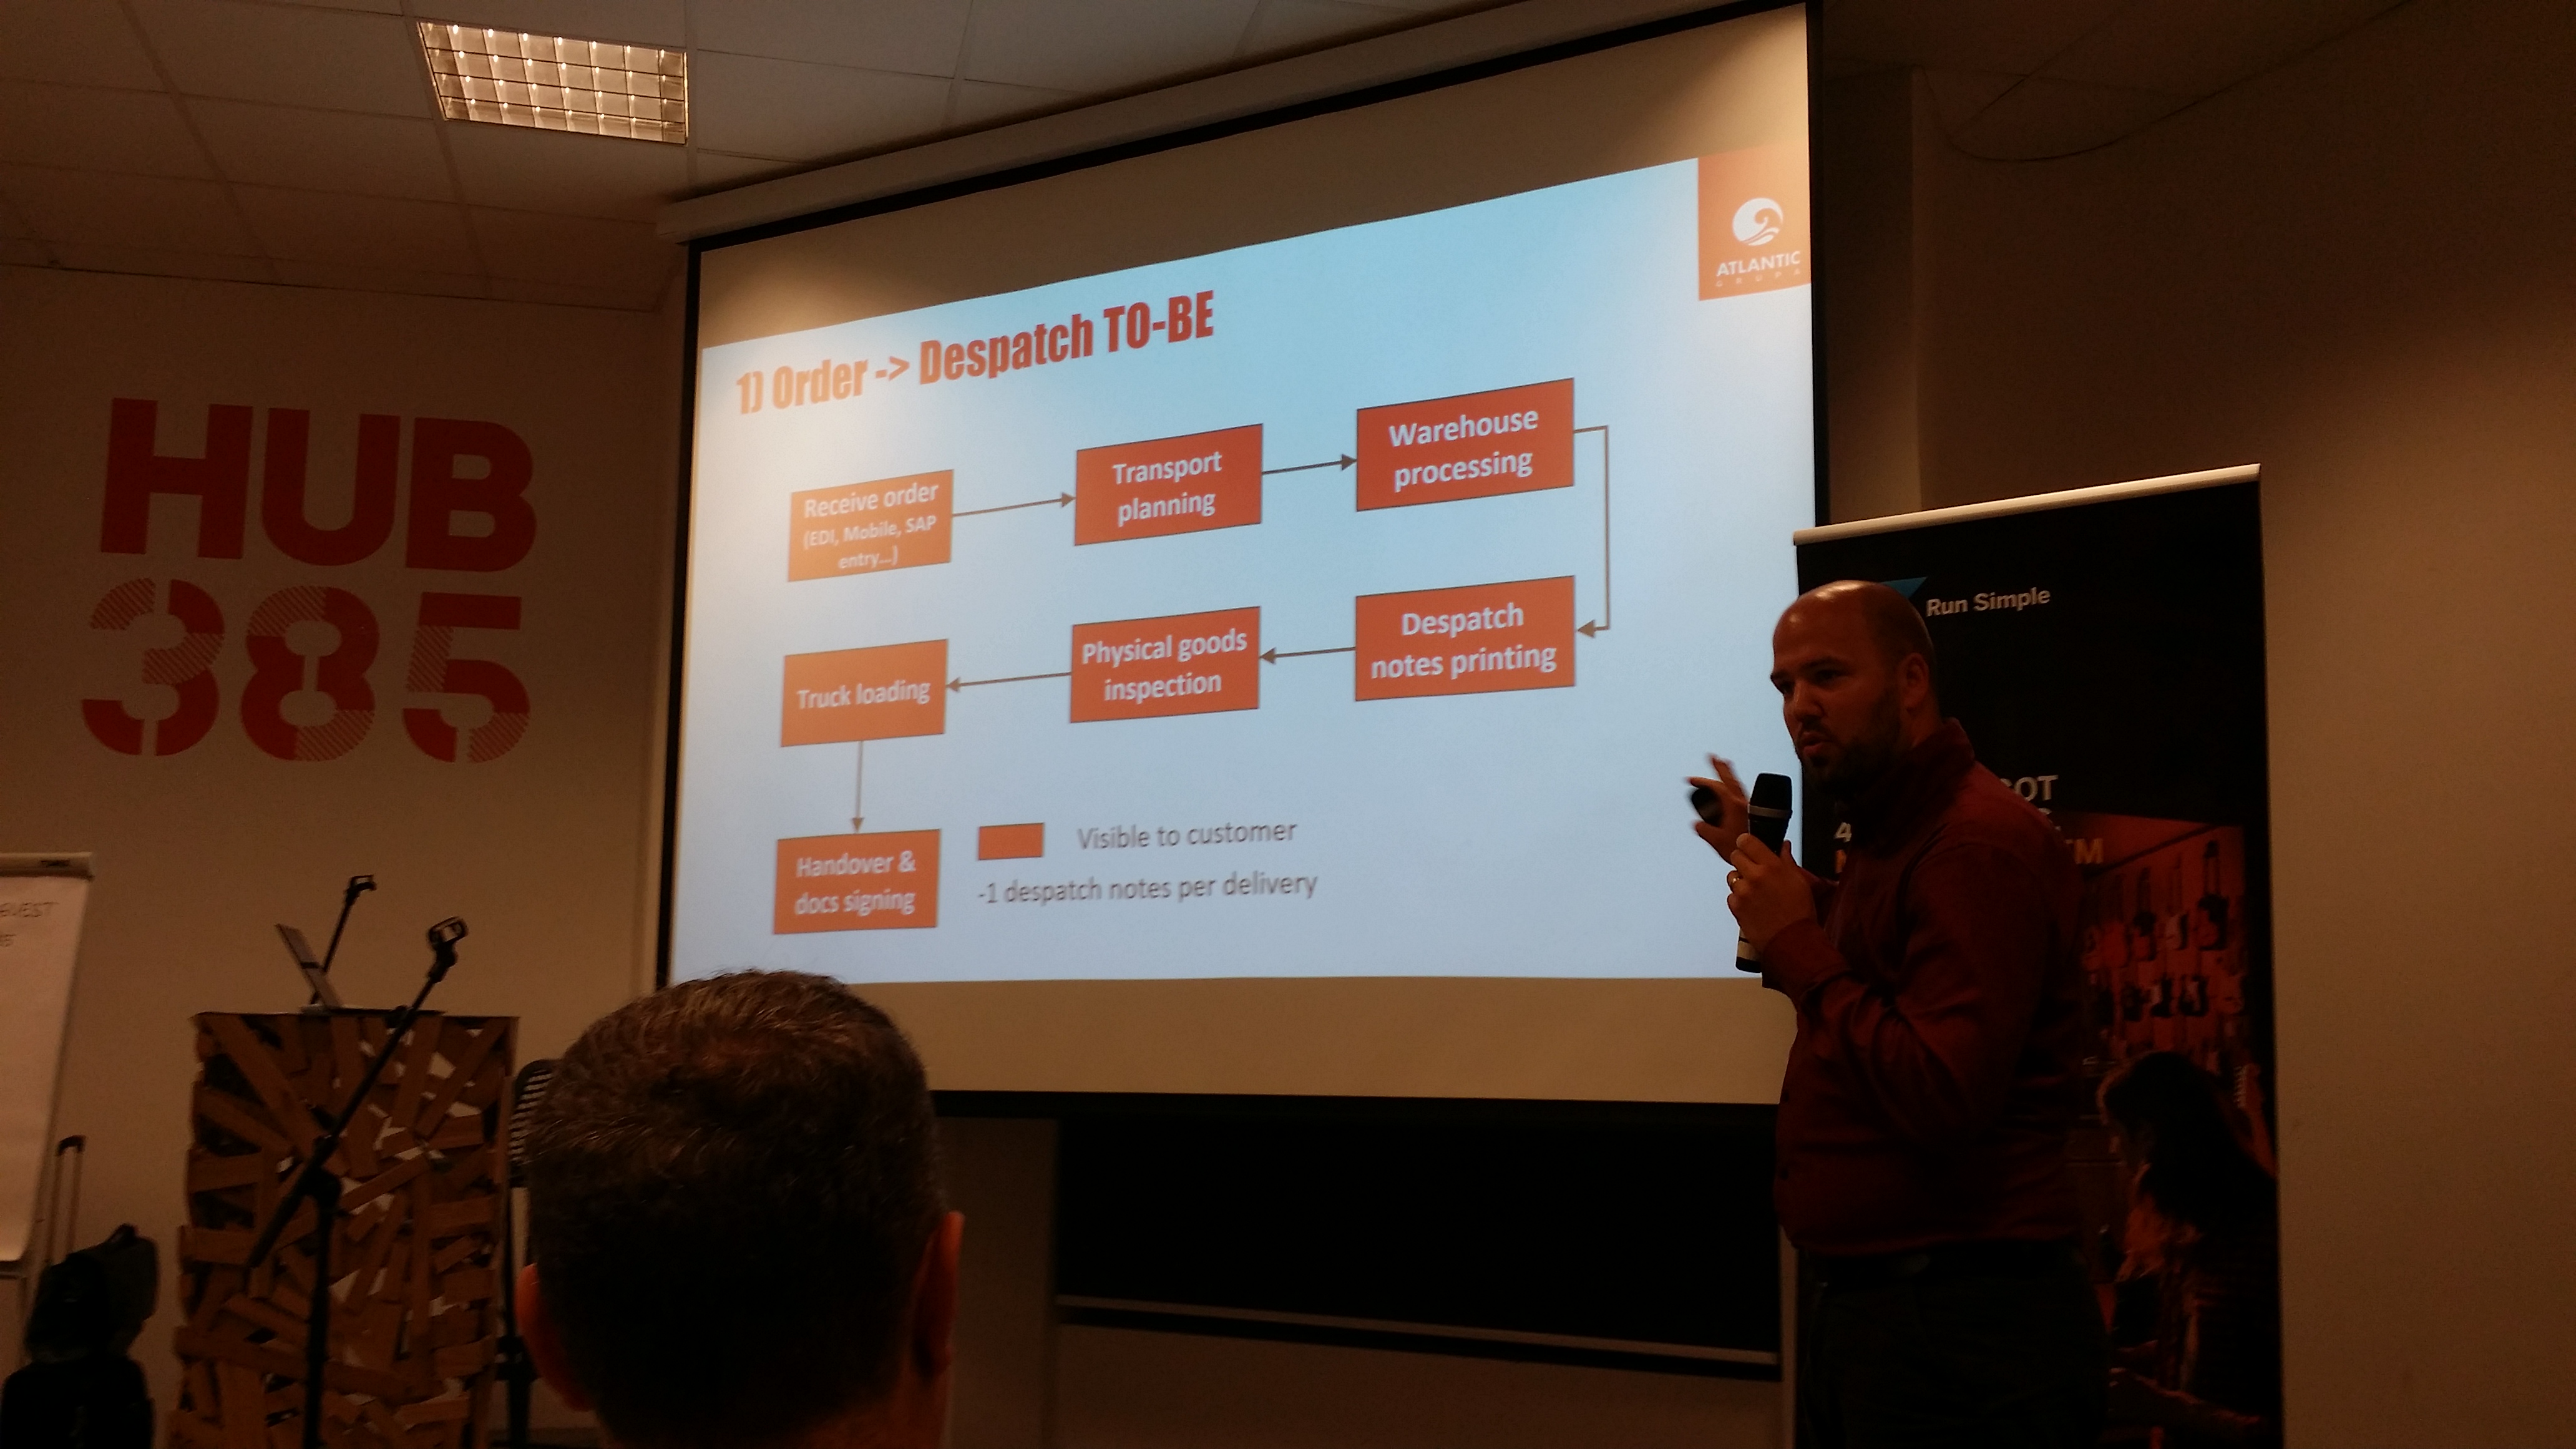 HUB
385
ATLANTIC
GRUPA
1) Order -> Despatch TO-BE
Receive order
(EDI, Mobile, SAP
entry...)
Transport
planning
Warehouse
processing
Despatch
notes printing
Physical goods
inspection
Truck loading
Handover &
docs signing
Visible to customer
-1 despatch notes per delivery
Run Simple